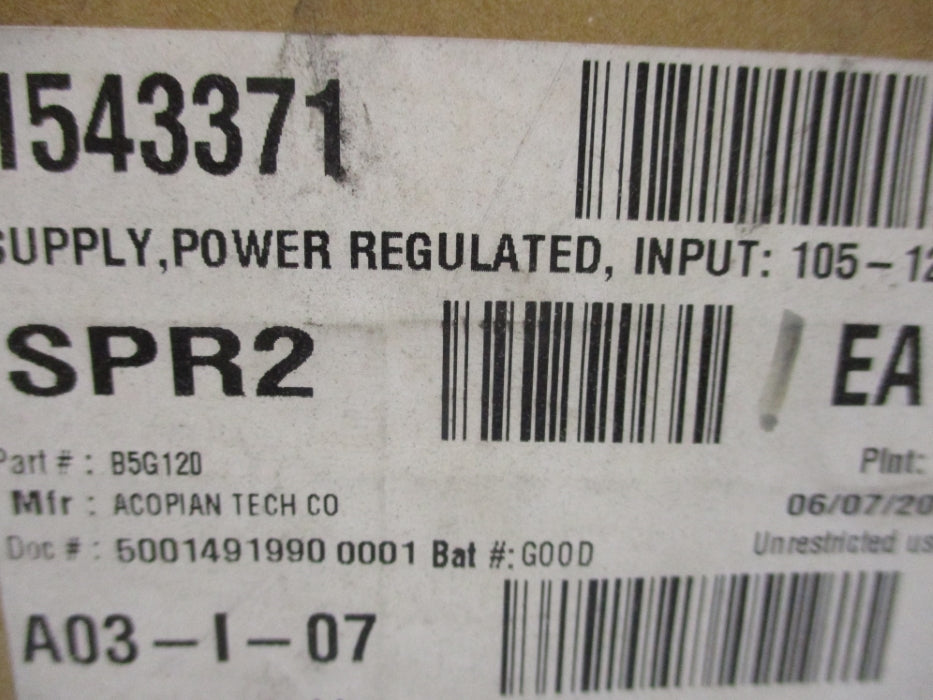 1543371
SUPPLY,POWER REGULATED, INPUT: 105-12
SPR2 EA
Part #: B5G120 Plnt:
Mfr : ACOPIAN TECH CO 06/07/20
Doc #: 5001491990 0001 Bat #: GOOD Unrestricted us
A03-I-07